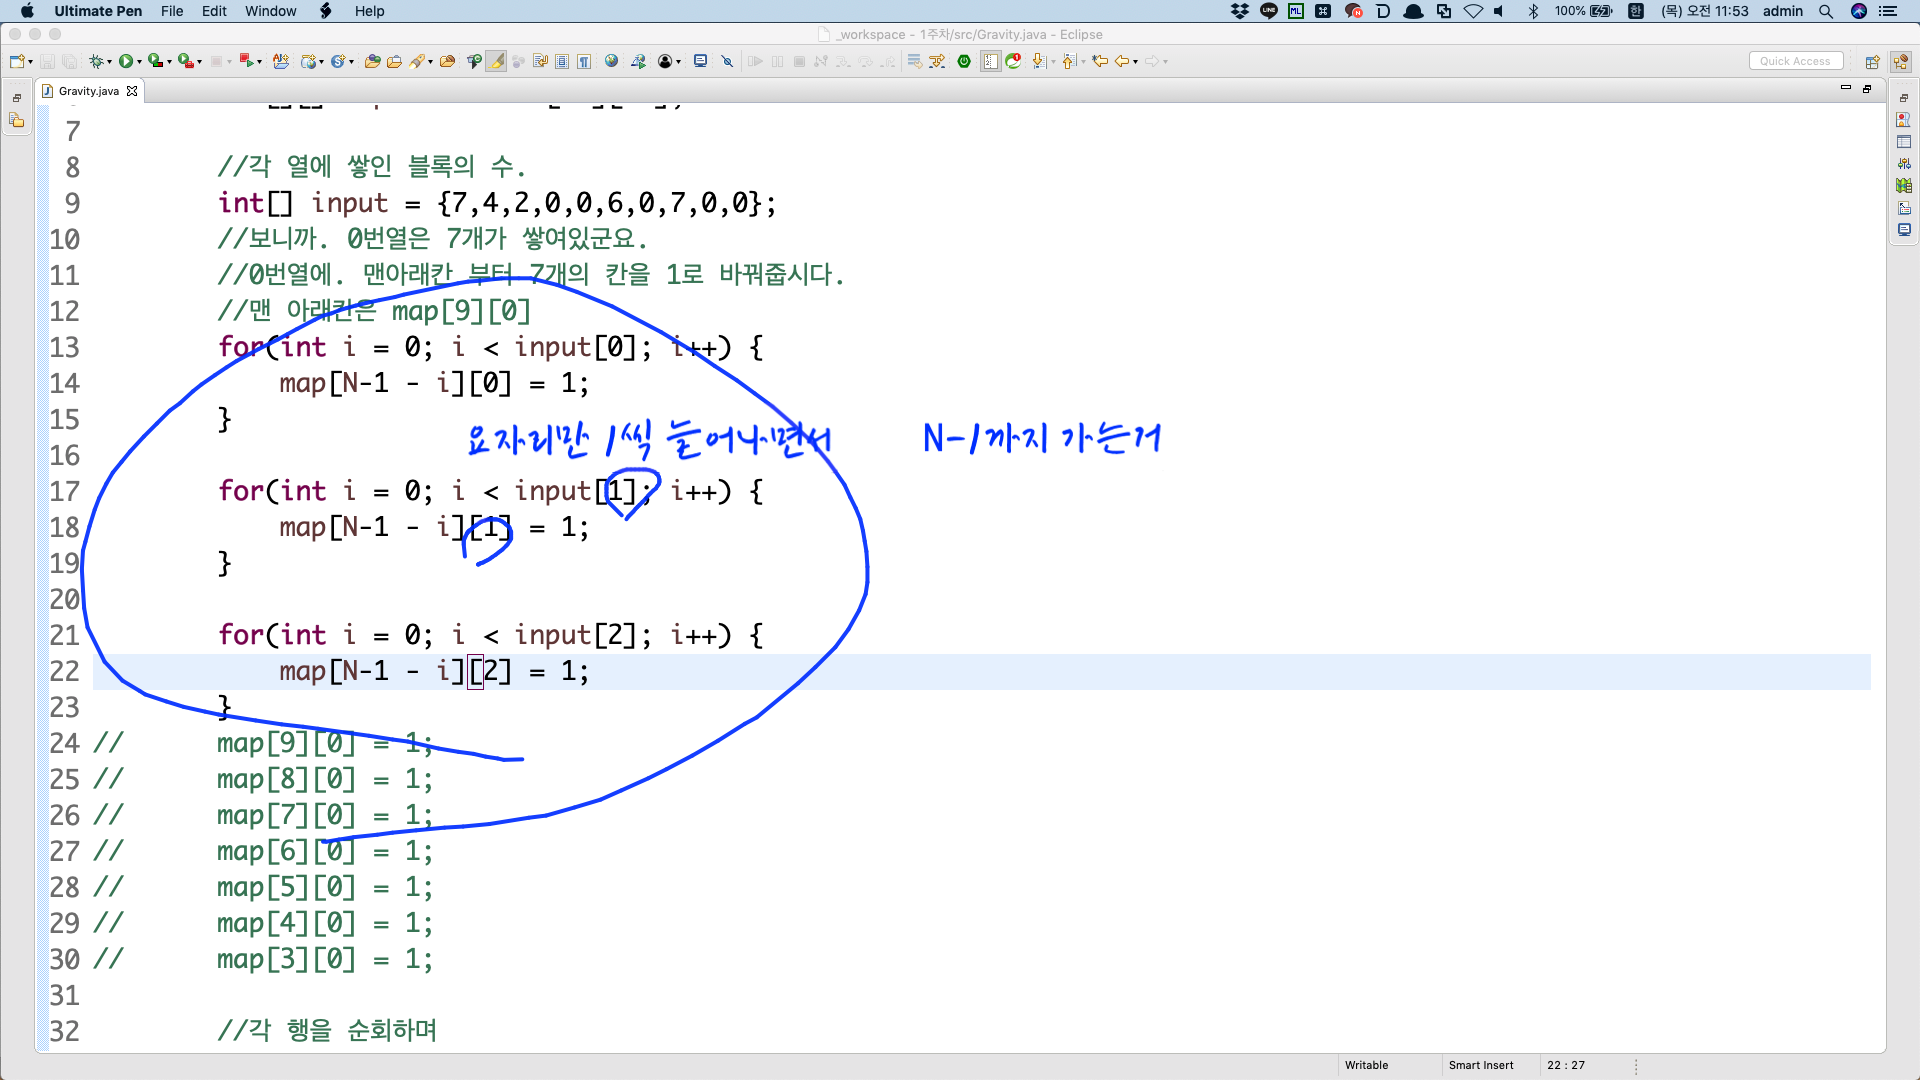 Ultimate Pen File Edit Window Help
100% 한 (목) 오전 11:53 admin
_workspace - 1주차/src/Gravity.java - Eclipse
Quick Access
Gravity.java
7
8 //각 열에 쌓인 블록의 수.
9 int[] input = {7,4,2,0,0,6,0,7,0,0};
10 //보니까. 0번열은 7개가 쌓여있군요.
11 //0번열에. 맨아래칸 부터 7개의 칸을 1로 바꿔줍시다.
12 //맨 아래칸은 map[9][0]
13 for(int i = 0; i < input[0]; i++) {
14 map[N-1 - i][0] = 1;
15 }
요자리만 1씩 늘어나면서 N-1까지 가는거
16
17 for(int i = 0; i < input[1]; i++) {
18 map[N-1 - i][1] = 1;
19 }
20
21 for(int i = 0; i < input[2]; i++) {
22 map[N-1 - i][2] = 1;
23 }
24 // map[9][0] = 1;
25 // map[8][0] = 1;
26 // map[7][0] = 1;
27 // map[6][0] = 1;
28 // map[5][0] = 1;
29 // map[4][0] = 1;
30 // map[3][0] = 1;
31
32 //각 행을 순회하며
Writable Smart Insert 22 : 27